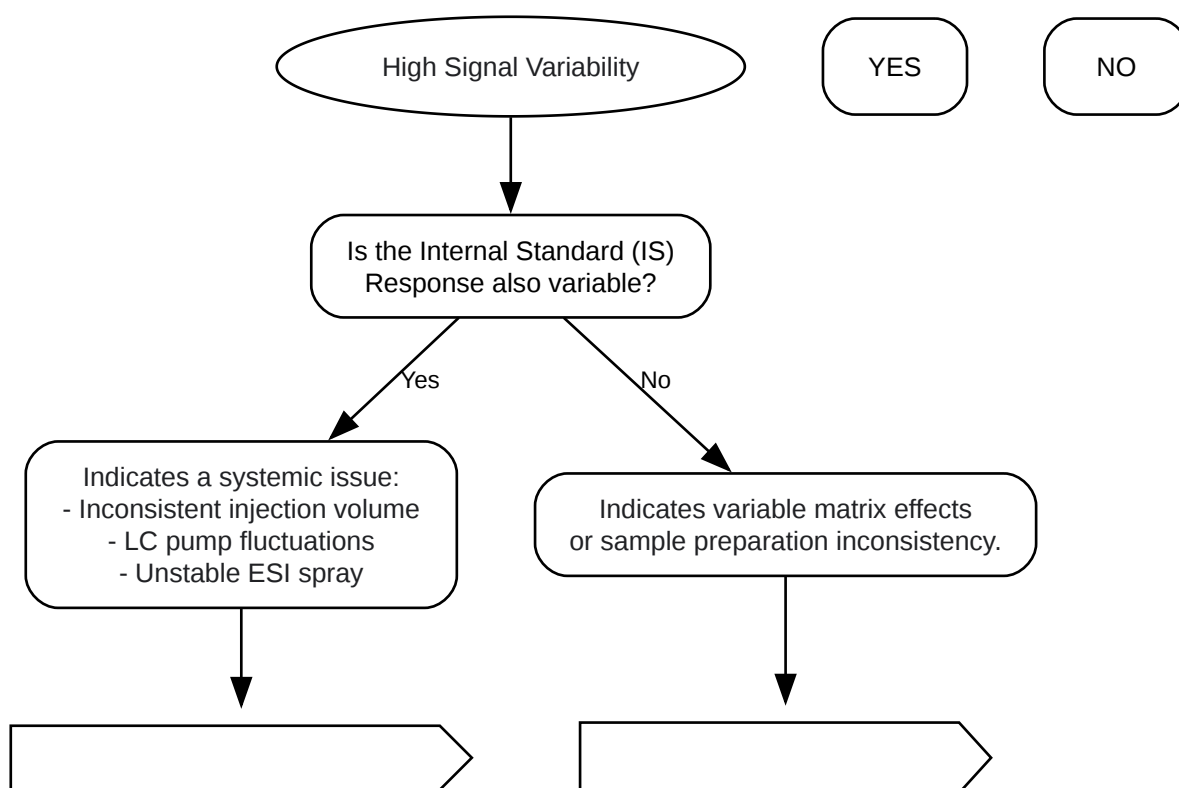 High Signal Variability
YES
NO
Is the Internal Standard (IS)
Response also variable?
Yes
No
Indicates a systemic issue:
- Inconsistent injection volume
- LC pump fluctuations
- Unstable ESI spray
Indicates variable matrix effects
or sample preparation inconsistency.